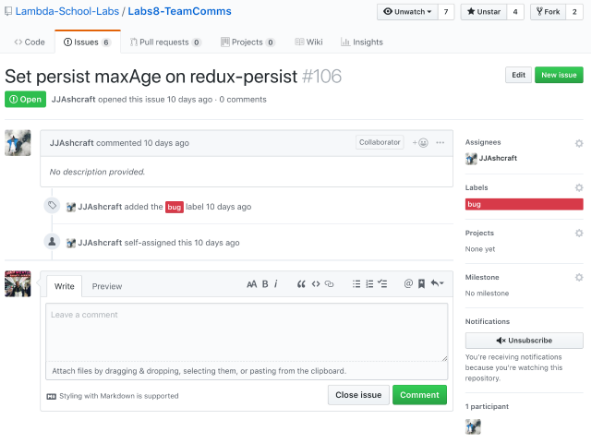 Lambda-School-Labs / Labs8-TeamComms
Unwatch 7 Unstar 4 Fork 2
Code Issues 6 Pull requests 0 Projects 0 Wiki Insights
Set persist maxAge on redux-persist #106
Edit New issue
Open JJAshcraft opened this issue 10 days ago · 0 comments
JJAshcraft commented 10 days ago Collaborator
No description provided.
JJAshcraft added the bug label 10 days ago
JJAshcraft self-assigned this 10 days ago
Write Preview AA B i
Leave a comment
Attach files by dragging & dropping, selecting them, or pasting from the clipboard.
Styling with Markdown is supported
Close issue Comment
Assignees
JJAshcraft
Labels
bug
Projects
None yet
Milestone
No milestone
Notifications
Unsubscribe
You're receiving notifications
because you're watching this
repository.
1 participant